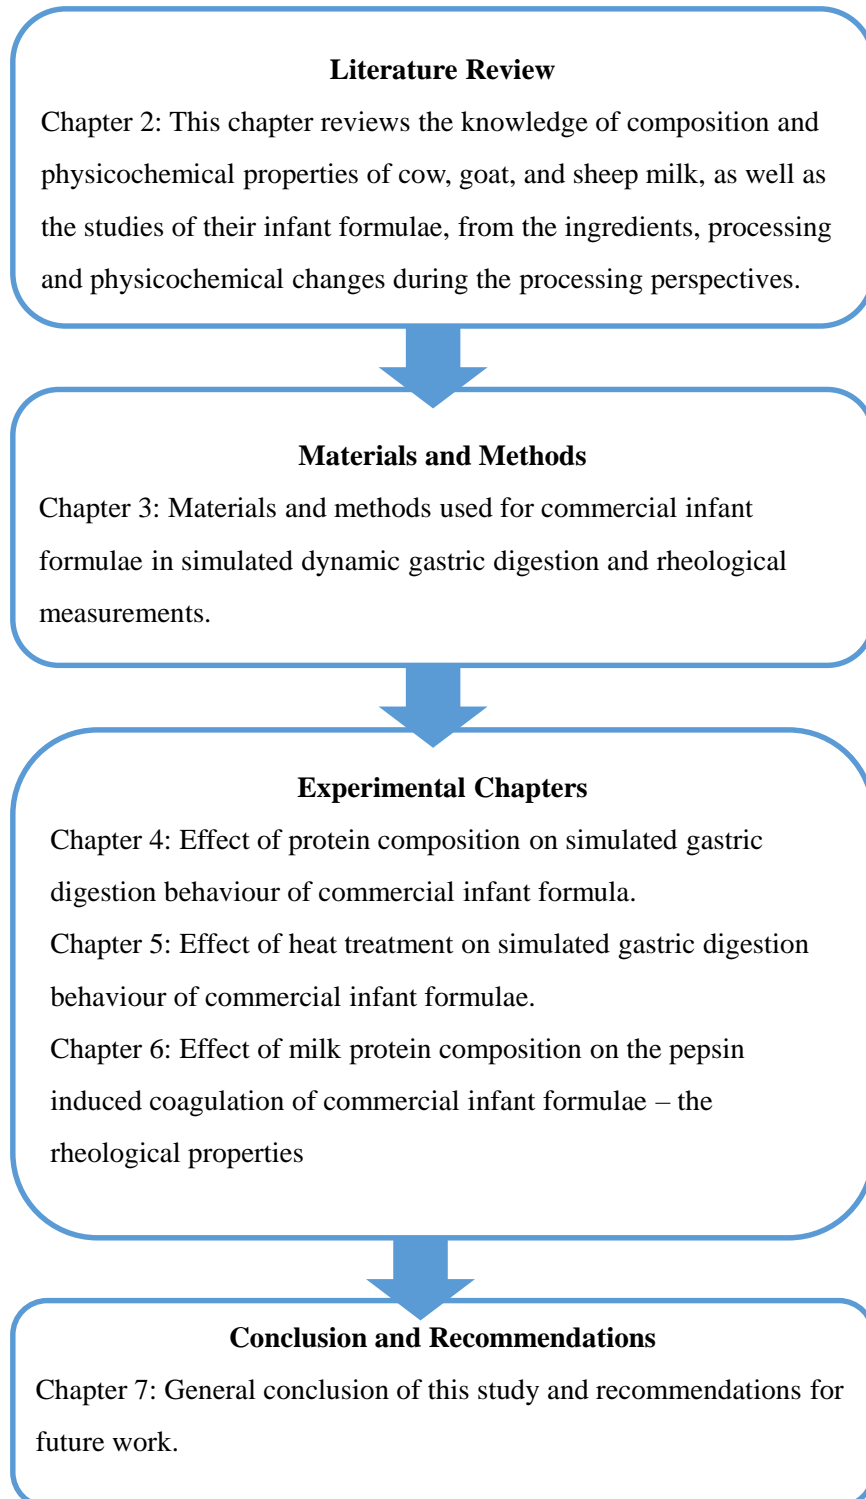 Literature Review
Chapter 2: This chapter reviews the knowledge of composition and
physicochemical properties of cow, goat, and sheep milk, as well as
the studies of their infant formulae, from the ingredients, processing
and physicochemical changes during the processing perspectives.
Materials and Methods
Chapter 3: Materials and methods used for commercial infant
formulae in simulated dynamic gastric digestion and rheological
measurements.
Experimental Chapters
Chapter 4: Effect of protein composition on simulated gastric
digestion behaviour of commercial infant formula.
Chapter 5: Effect of heat treatment on simulated gastric digestion
behaviour of commercial infant formulae.
Chapter 6: Effect of milk protein composition on the pepsin
induced coagulation of commercial infant formulae – the
rheological properties
Conclusion and Recommendations
Chapter 7: General conclusion of this study and recommendations for
future work.